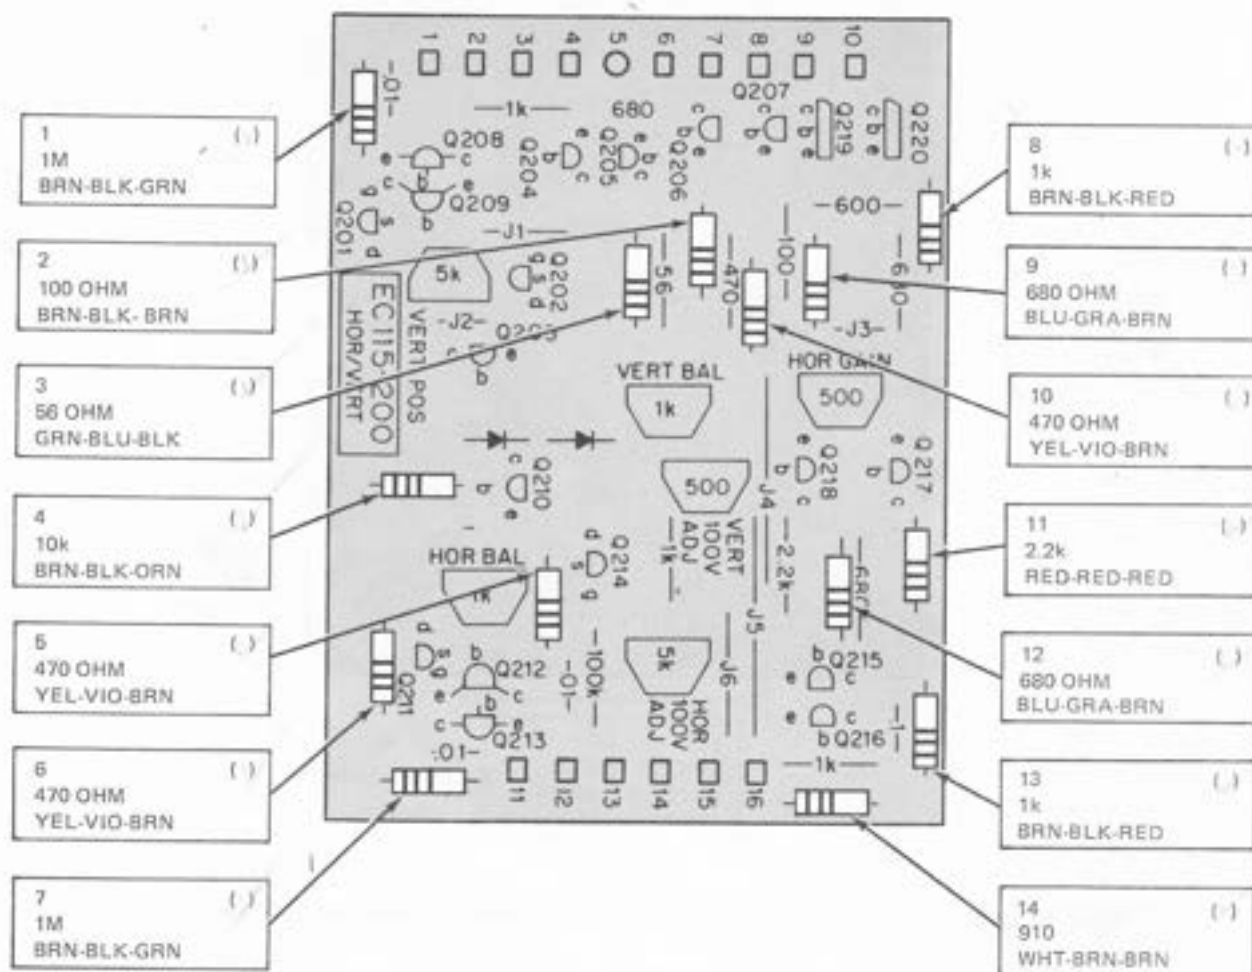 1 ( )
1M
BRN-BLK-GRN
2 ( )
100 OHM
BRN-BLK- BRN
3 ( )
56 OHM
GRN-BLU-BLK
4 ( )
10k
BRN-BLK-ORN
5 ( )
470 OHM
YEL-VIO-BRN
6 ( )
470 OHM
YEL-VIO-BRN
7 ( )
1M
BRN-BLK-GRN
1 2 3 4 5 6 7 8 9 10
-.01-
-1k-
680
Q207
Q208
Q204
Q205
Q206
Q219
Q220
e c
b
c e
b
Q209
g
s
d
Q201
b e c
e b c
c b e
c b e
c b e
c b e
-J1-
5k
g s d
Q202
-J2-
c e
b
EC115-200
HOR/VERT
VERT POS
-56-
-470-
-100-
-600-
-680-
-J3-
VERT BAL
1k
HOR GAIN
500
c
b
e
Q210
500
VERT
100V
ADJ
e
b
c
Q218
e
b
c
Q217
J4
-1k-
-2.2k-
HOR BAL
1k
d
s
g
Q214
J5
680
d
s
g
Q211
b
Q212
e c
b
c e
Q213
-.01-
-100k-
-.01-
5k
HOR
100V
ADJ
-J6-
b Q215
e c
e c
b Q216
-.1-
-1k-
11 12 13 14 15 16
8 ( )
1k
BRN-BLK-RED
9 ( )
680 OHM
BLU-GRA-BRN
10 ( )
470 OHM
YEL-VIO-BRN
11 ( )
2.2k
RED-RED-RED
12 ( )
680 OHM
BLU-GRA-BRN
13 ( )
1k
BRN-BLK-RED
14 ( )
910
WHT-BRN-BRN